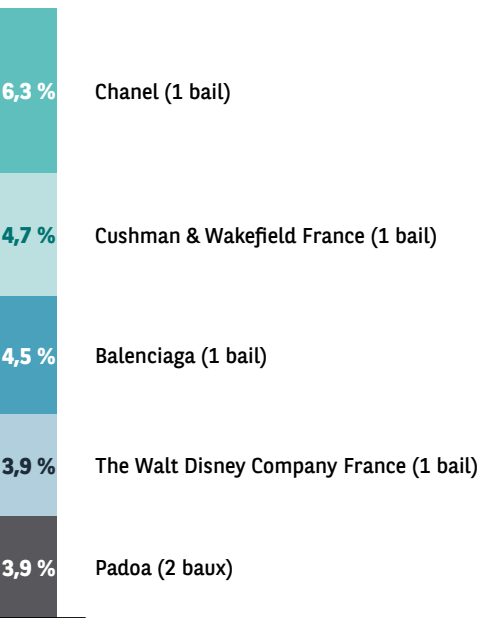 6,3 % Chanel (1 bail)
4,7 % Cushman & Wakefield France (1 bail)
4,5 % Balenciaga (1 bail)
3,9 % The Walt Disney Company France (1 bail)
3,9 % Padoa (2 baux)